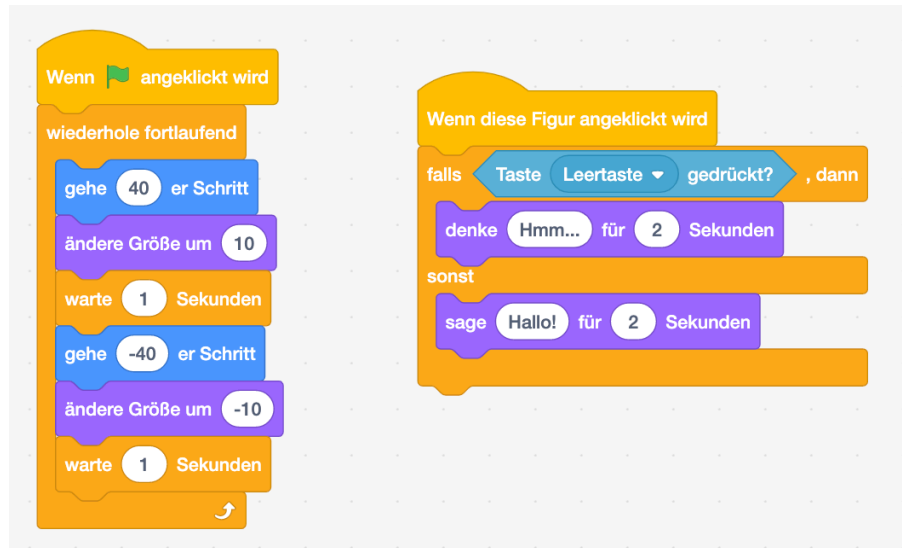 Wenn angeklickt wird
wiederhole fortlaufend
gehe 40 er Schritt
ändere Größe um 10
warte 1 Sekunden
gehe -40 er Schritt
ändere Größe um -10
warte 1 Sekunden
Wenn diese Figur angeklickt wird
falls Taste Leertaste gedrückt? , dann
denke Hmm... für 2 Sekunden
sonst
sage Hallo! für 2 Sekunden